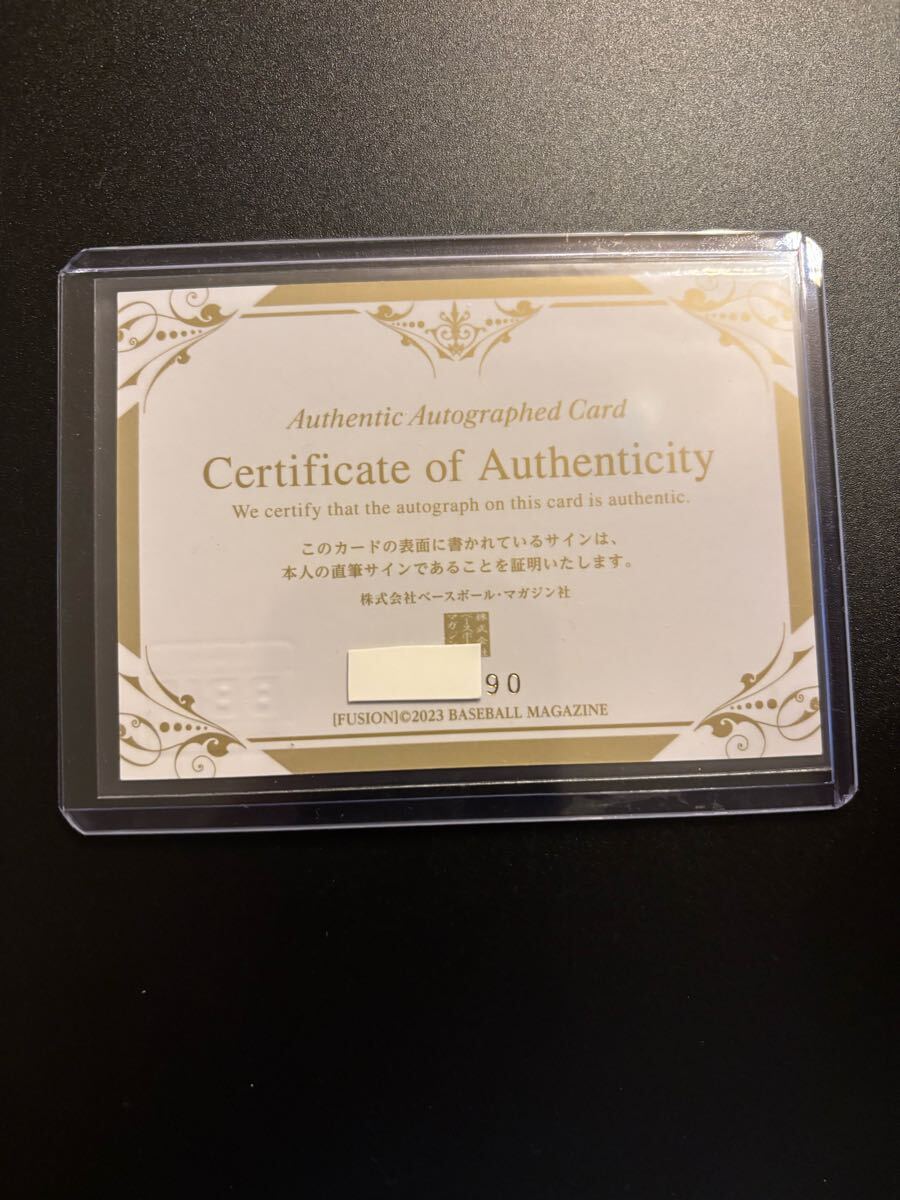 Authentic Autographed Card
Certificate of Authenticity
We certify that the autograph on this card is authentic.
このカードの表面に書かれているサインは、
本人の直筆サインであることを証明いたします。
株式会社ベースボール・マガジン社
90
[FUSION]©2023 BASEBALL MAGAZINE